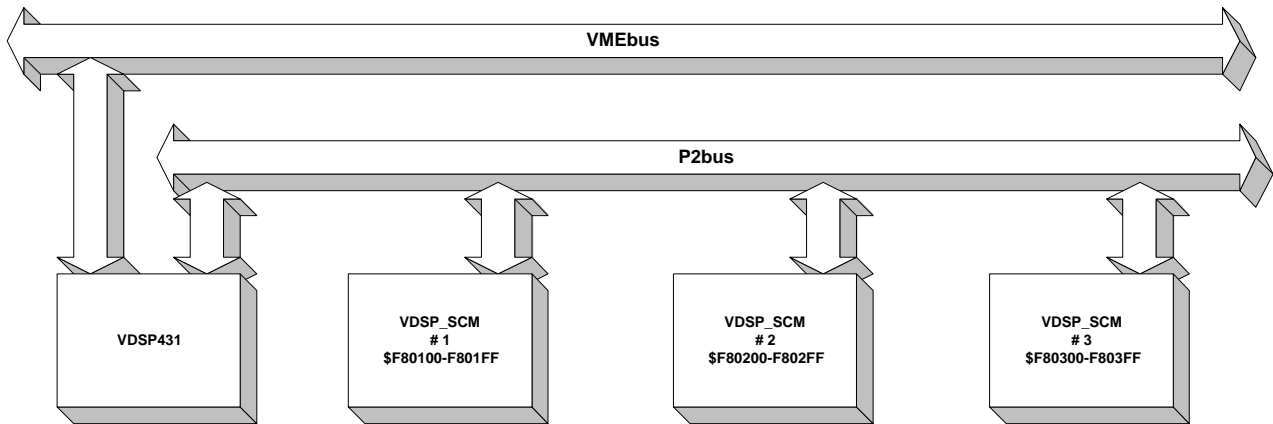 VMEbus
P2bus
VDSP431
VDSP_SCM
# 1
$F80100-F801FF
VDSP_SCM
# 2
$F80200-F802FF
VDSP_SCM
# 3
$F80300-F803FF